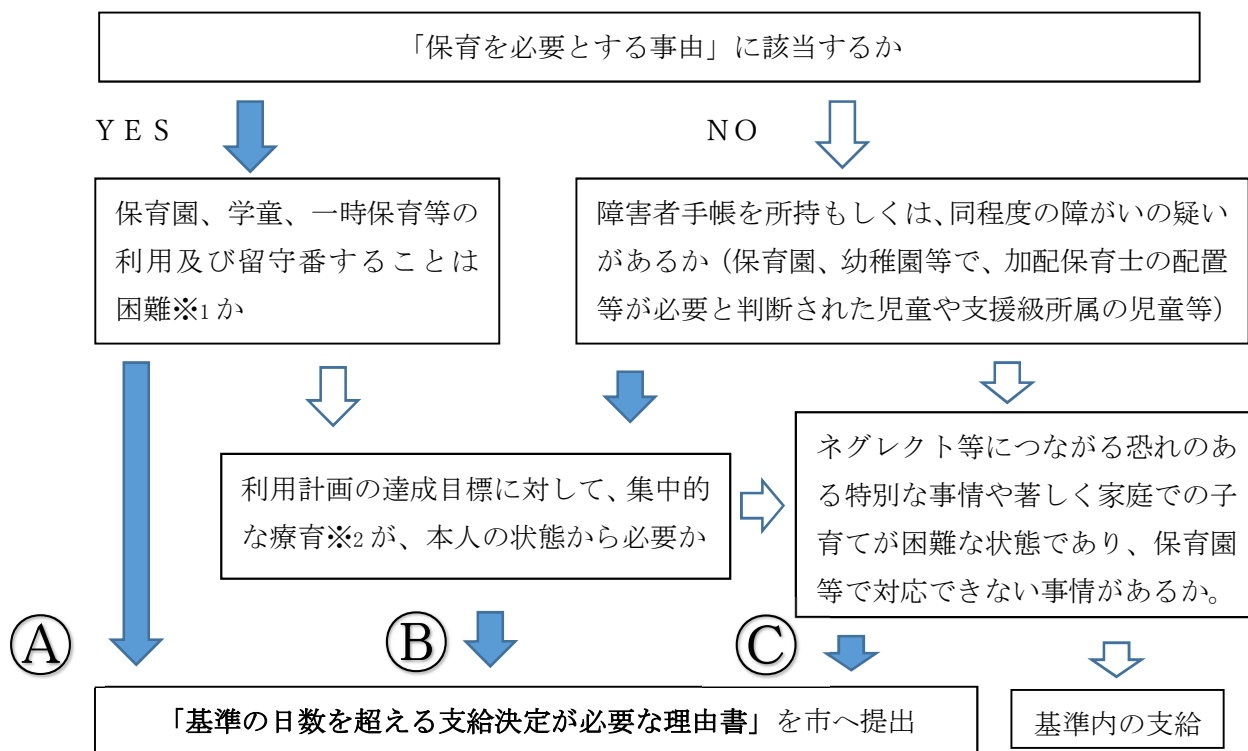 「保育を必要とする事由」に該当するか
ＹＥＳ
ＮＯ
保育園、学童、一時保育等の
利用及び留守番することは
困難※1 か
障害者手帳を所持もしくは、同程度の障がいの疑い
があるか（保育園、幼稚園等で、加配保育士の配置
等が必要と判断された児童や支援級所属の児童等）
利用計画の達成目標に対して、集中的
な療育※2 が、本人の状態から必要か
ネグレクト等につながる恐れのあ
る特別な事情や著しく家庭での子
育てが困難な状態であり、保育園
等で対応できない事情があるか。
Ⓐ
Ⓑ
Ⓒ
「基準の日数を超える支給決定が必要な理由書」を市へ提出
基準内の支給